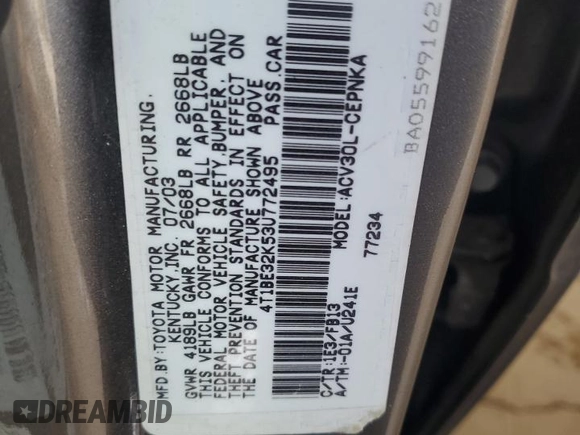 MFD.BY:TOYOTA MOTOR MANUFACTURING.
KENTUCKY,INC. 07/03
GVWR 4189LB GAWR FR 2668LB RR 2668LB
THIS VEHICLE CONFORMS TO ALL APPLICABLE
FEDERAL MOTOR VEHICLE SAFETY,BUMPER, AND
THEFT PREVENTION STANDARDS IN EFFECT ON
THE DATE OF MANUFACTURE SHOWN ABOVE
4T1BE32K53U772495 PASS.CAR
C/TR:1E3/FB13
A/TM:-01A/U241E
MODEL:ACV30L-CEPNKA
77234
BA05599162
AUTOBIDCAR